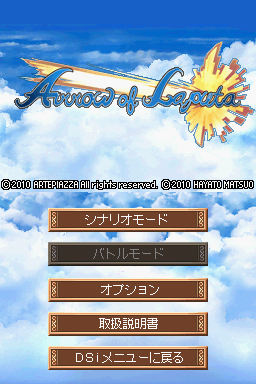 Arrow of Laputa
©2010 ARTEPIAZZA All rights reserved. ©2010 HAYATO MATSUO
シナリオモード
バトルモード
オプション
取扱説明書
DSiメニューに戻る